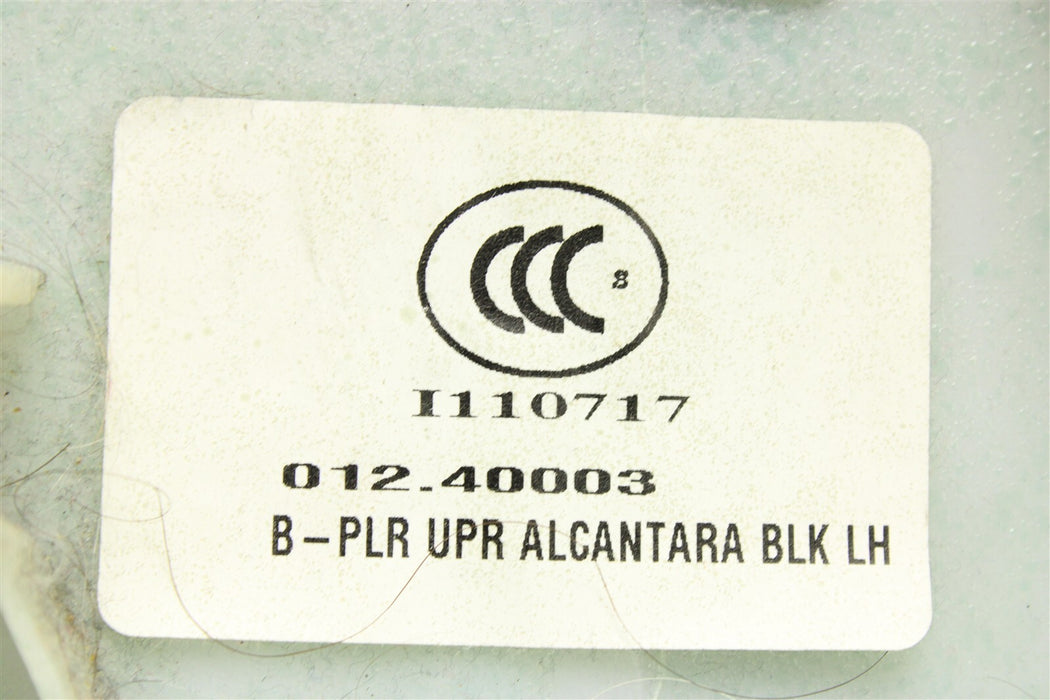 CCC S
I110717
012.40003
B-PLR UPR ALCANTARA BLK LH